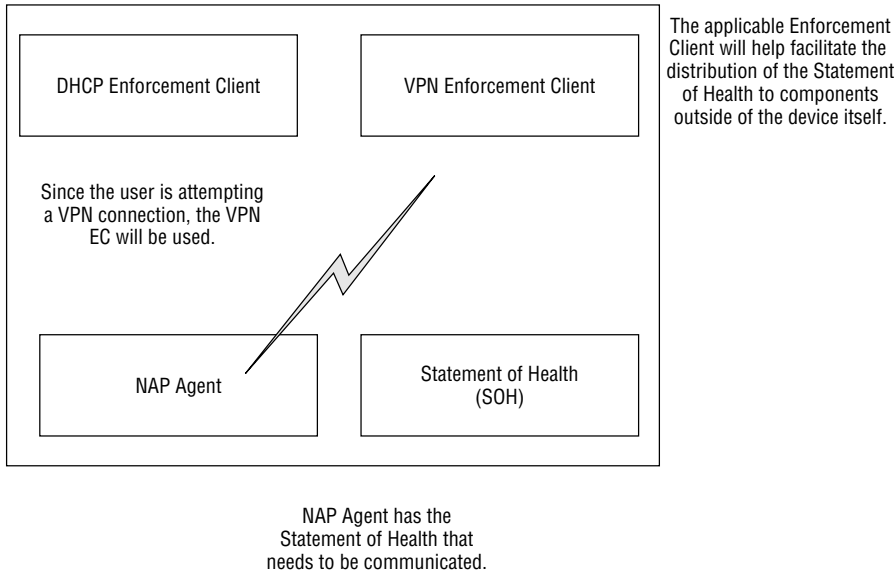 DHCP Enforcement Client
VPN Enforcement Client
The applicable Enforcement
Client will help facilitate the
distribution of the Statement
of Health to components
outside of the device itself.
Since the user is attempting
a VPN connection, the VPN
EC will be used.
NAP Agent
Statement of Health
(SOH)
NAP Agent has the
Statement of Health that
needs to be communicated.